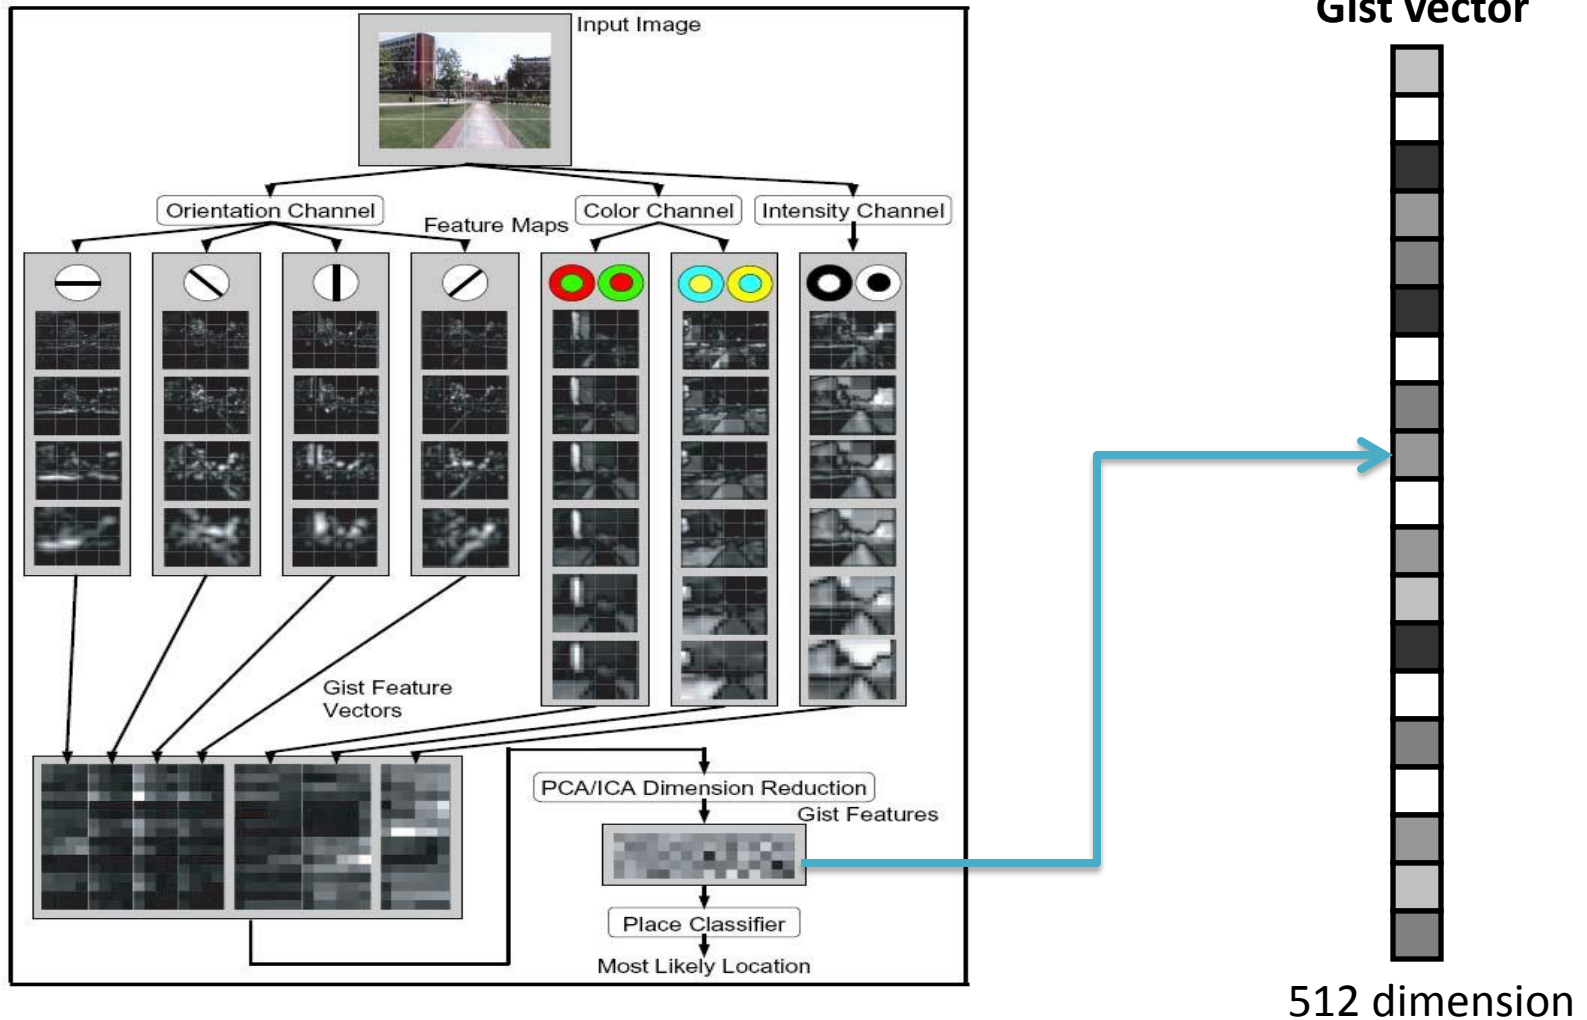 Input Image
Gist vector
Orientation Channel
Feature Maps
Color Channel
Intensity Channel
Gist Feature
Vectors
PCA/ICA Dimension Reduction
Gist Features
Place Classifier
Most Likely Location
512 dimension